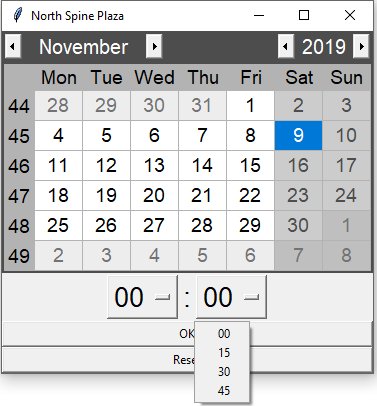 North Spine Plaza
November 2019
Mon Tue Wed Thu Fri Sat Sun
44 28 29 30 31 1 2 3
45 4 5 6 7 8 9 10
46 11 12 13 14 15 16 17
47 18 19 20 21 22 23 24
48 25 26 27 28 29 30 1
49 2 3 4 5 6 7 8
00 : 00
OK
00
15
Rese
30
45